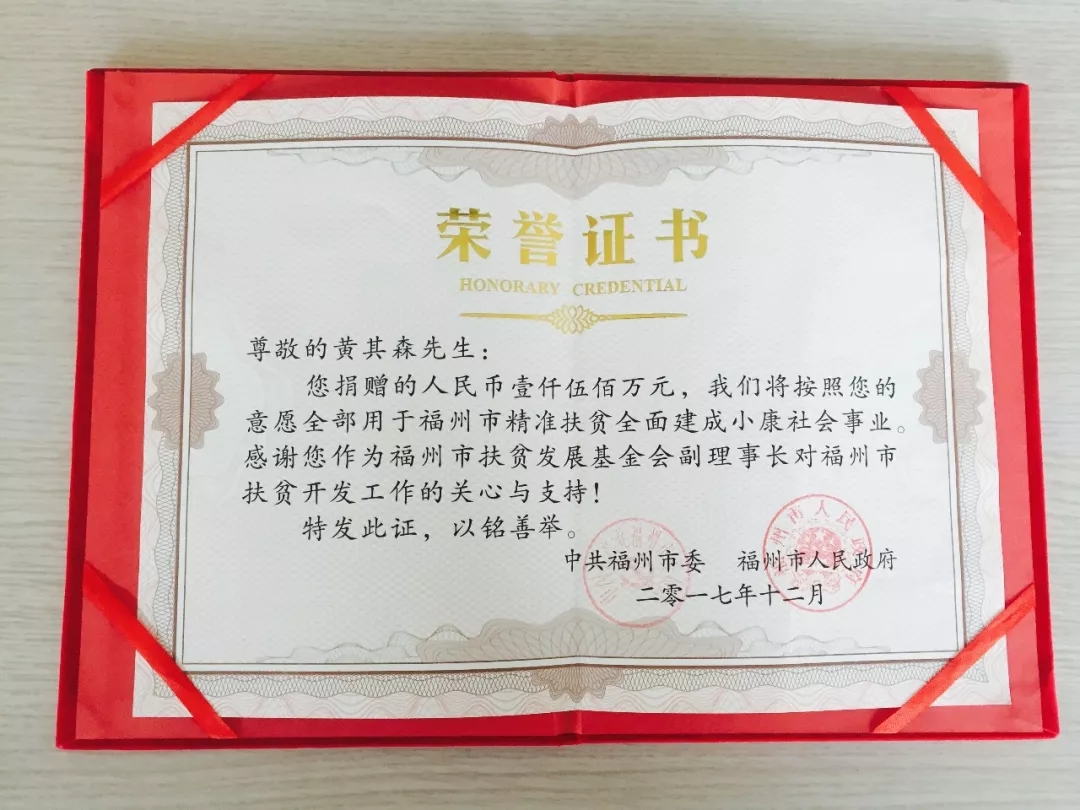 荣誉证书
HONORARY CREDENTIAL
尊敬的黄其森先生：
您捐赠的人民币壹仟伍佰万元，我们将按照您的
意愿全部用于福州市精准扶贫全面建成小康社会事业。
感谢您作为福州市扶贫发展基金会副理事长对福州市
扶贫开发工作的关心与支持！
特发此证，以铭善举。
中共福州市委 福州市人民政府
二零一七年十二月